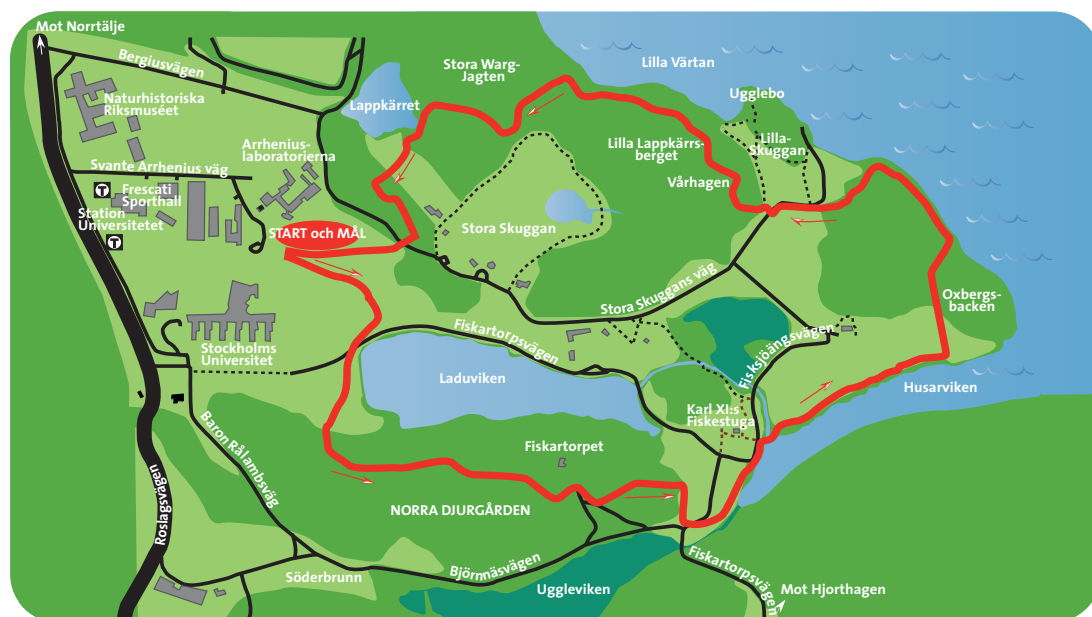 Mot Norrtälje
Bergiusvägen
Naturhistoriska
Riksmuséet
Svante Arrhenius väg
T
Frescati
Sporthall
Station
Universitetet
T
Arrhenius-
laboratorierna
START och MÅL
Lappkärret
Stora Warg-
Jagten
Lilla Värtan
Ugglebo
Lilla-
Skuggan
Lilla Lappkärrs-
berget
Vårhagen
Stora Skuggan
Stora Skuggans väg
Oxbergs-
backen
Fisksjöängsvägen
Husarviken
Fiskartorpsvägen
Stockholms
Universitet
Laduviken
Karl XI:s
Fiskestuga
Fiskartorpet
Baron Rålambsväg
Roslagsvägen
NORRA DJURGÅRDEN
Björnnäsvägen
Söderbrunn
Uggleviken
Fiskartorpsvägen
Mot Hjorthagen